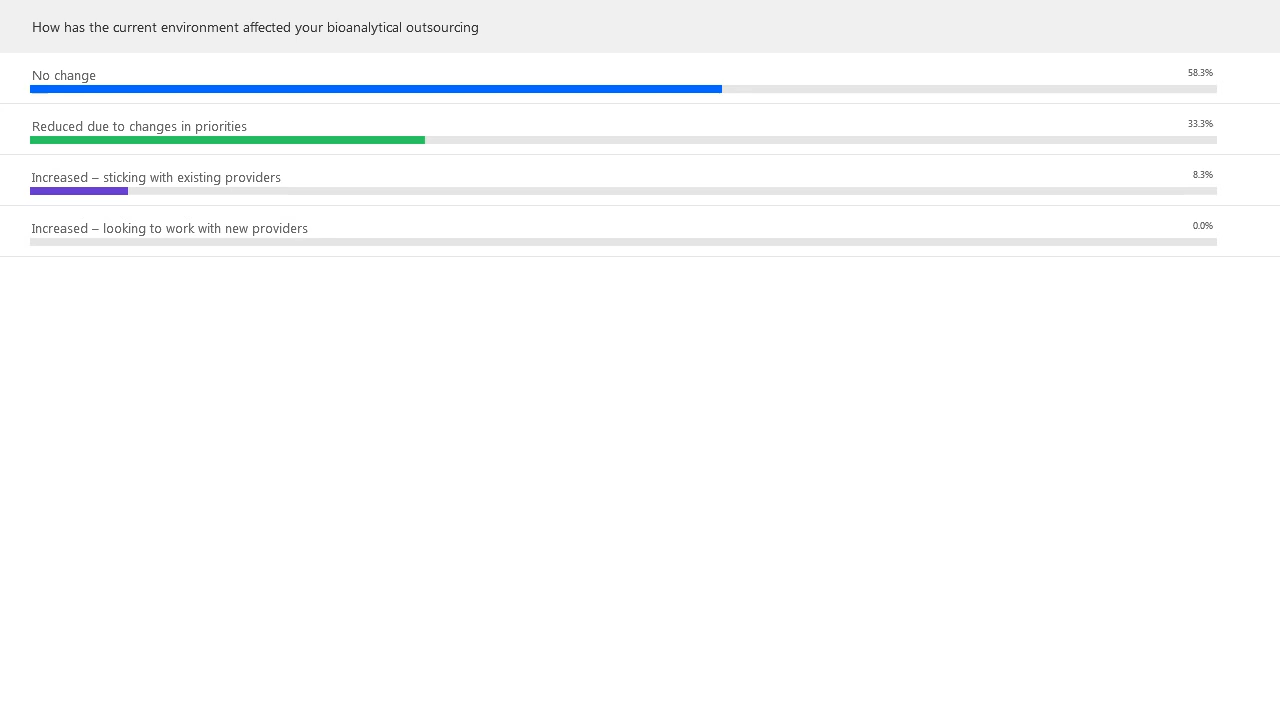 How has the current environment affected your bioanalytical outsourcing
No change
58.3%
Reduced due to changes in priorities
33.3%
Increased – sticking with existing providers
8.3%
Increased – looking to work with new providers
0.0%